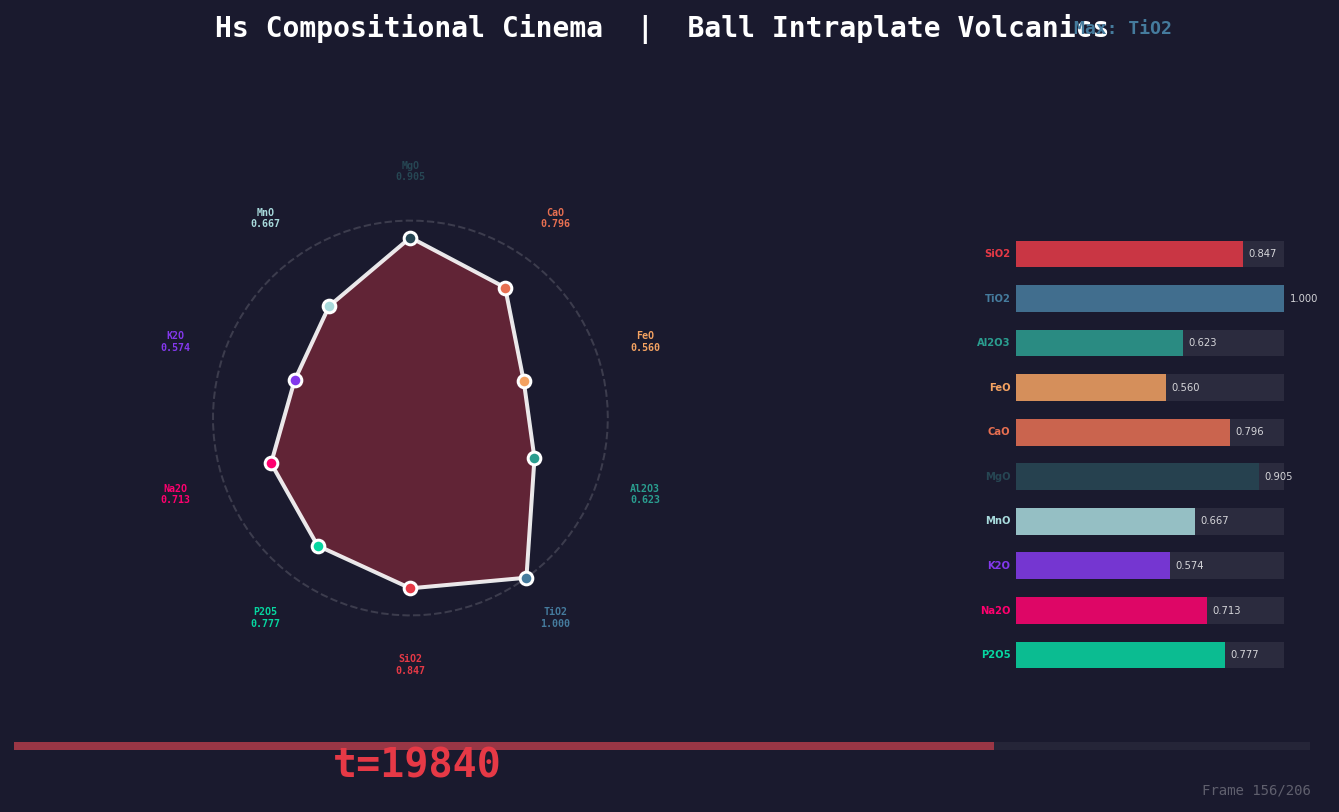 Hs Compositional Cinema | Ball Intraplate Volcanics
Max: TiO2
MgO
0.905
MnO
0.667
CaO
0.796
K2O
0.574
FeO
0.560
Na2O
0.713
Al2O3
0.623
P2O5
0.777
TiO2
1.000
SiO2
0.847
SiO2 0.847
TiO2 1.000
Al2O3 0.623
FeO 0.560
CaO 0.796
MgO 0.905
MnO 0.667
K2O 0.574
Na2O 0.713
P2O5 0.777
t=19840
Frame 156/206